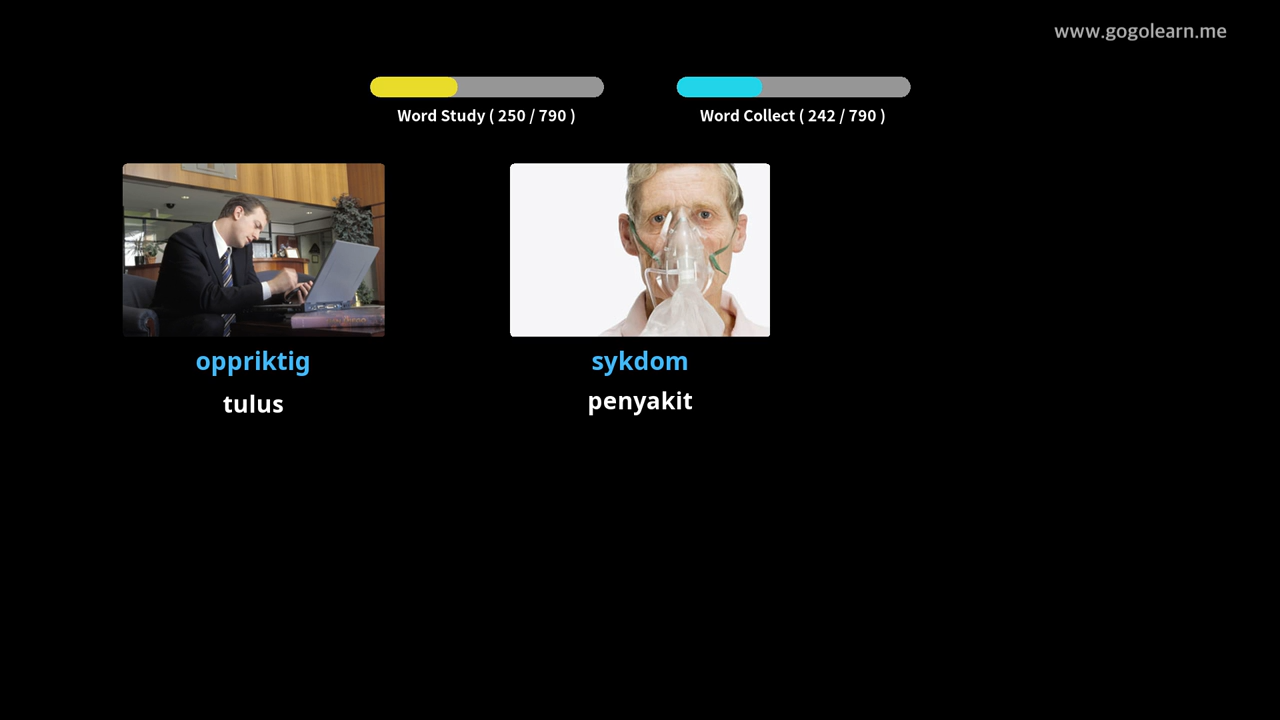 www.gogolearn.me
Word Study ( 250 / 790 )
Word Collect ( 242 / 790 )
oppriktig
tulus
sykdom
penyakit